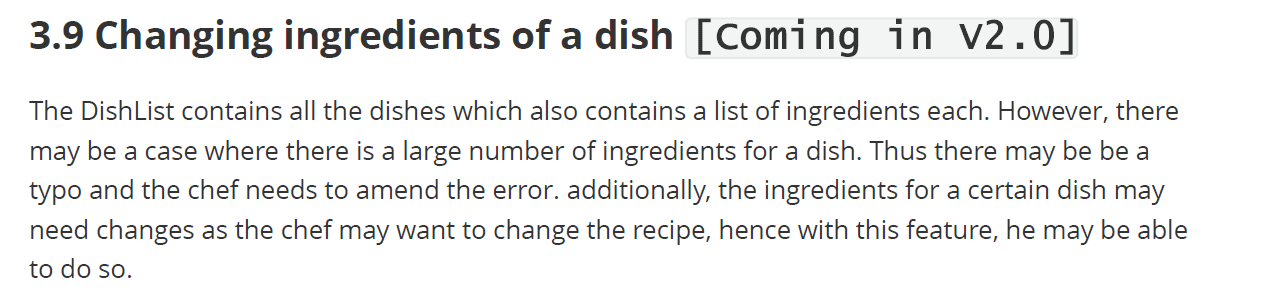 3.9 Changing ingredients of a dish [Coming in V2.0]
The DishList contains all the dishes which also contains a list of ingredients each. However, there
may be a case where there is a large number of ingredients for a dish. Thus there may be be a
typo and the chef needs to amend the error. additionally, the ingredients for a certain dish may
need changes as the chef may want to change the recipe, hence with this feature, he may be able
to do so.